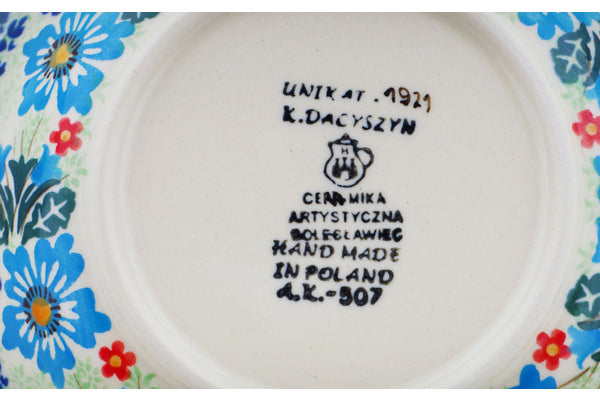 UNIKAT . 1921
K. DACYSZYN
H
CERAMIKA
ARTYSTYCZNA
BOLESŁAWIEC
HAND MADE
IN POLAND
A.K.-507